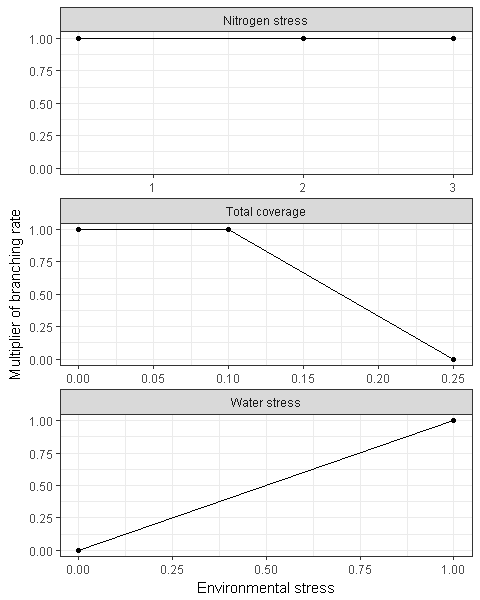 Nitrogen stress
1.00
0.75
0.50
0.25
0.00
1 2 3
Total coverage
1.00
0.75
0.50
0.25
0.00
0.00 0.05 0.10 0.15 0.20 0.25
Water stress
1.00
0.75
0.50
0.25
0.00
0.00 0.25 0.50 0.75 1.00
Multiplier of branching rate
Environmental stress